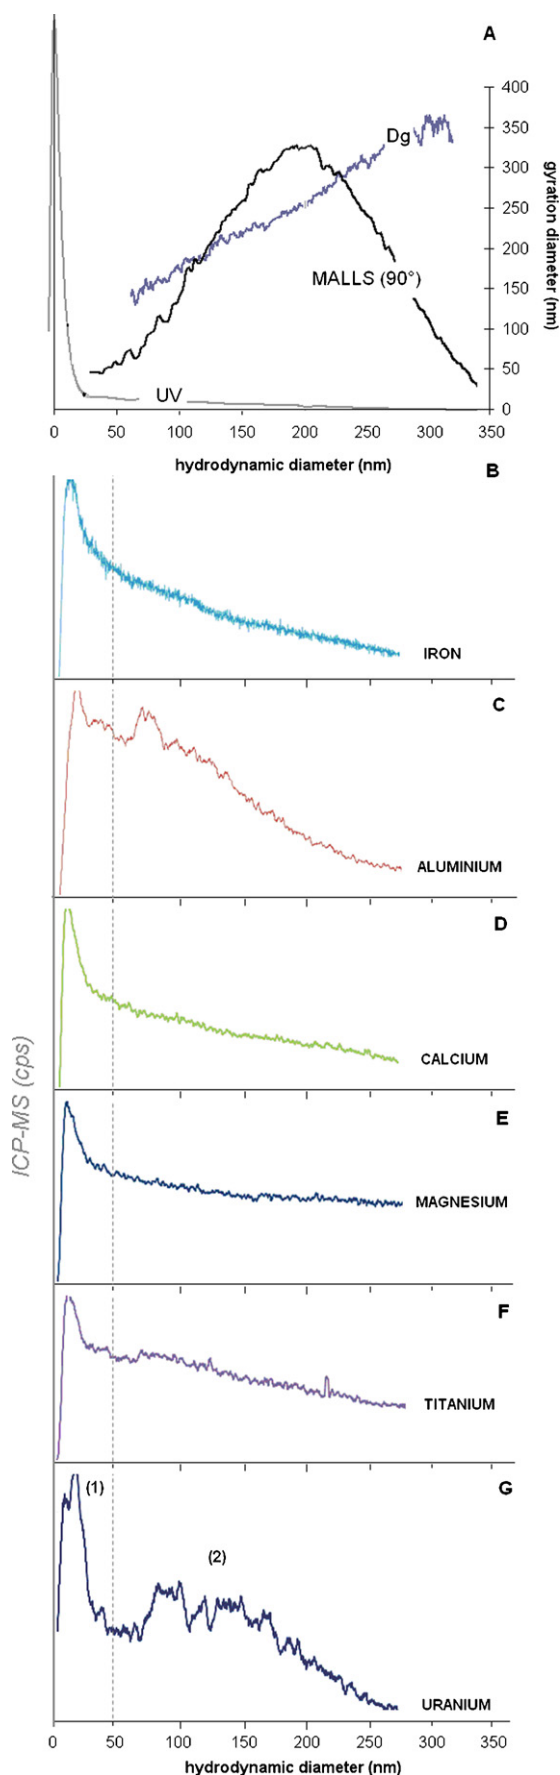 A
400
350
300
250
200
150
100
50
0
gyration diameter (nm)
Dg
MALLS (90°)
UV
0 50 100 150 200 250 300 350
hydrodynamic diameter (nm)
B
IRON
C
ALUMINIUM
D
CALCIUM
ICP-MS (cps)
E
MAGNESIUM
F
TITANIUM
G
(1)
(2)
URANIUM
0 50 100 150 200 250 300 350
hydrodynamic diameter (nm)